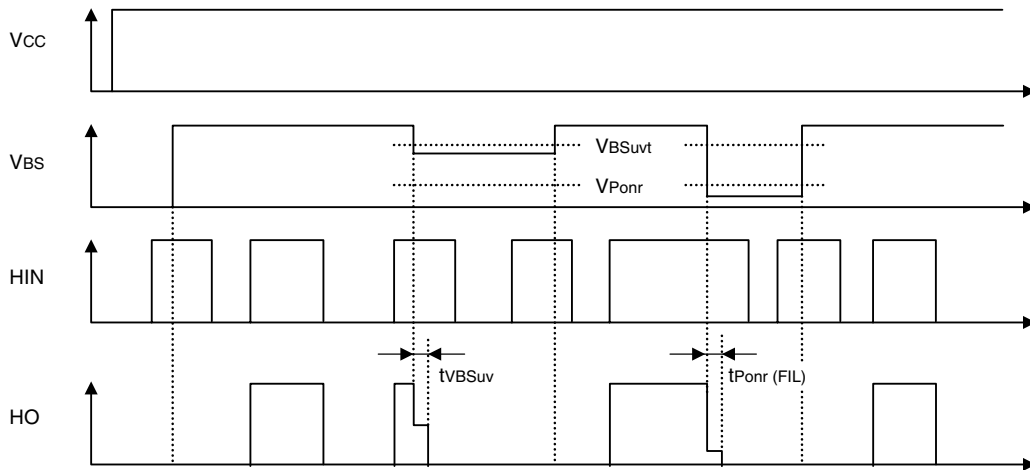 VCC
VBS
VBSuvt
VPonr
HIN
tVBSuv
tPonr (FIL)
HO